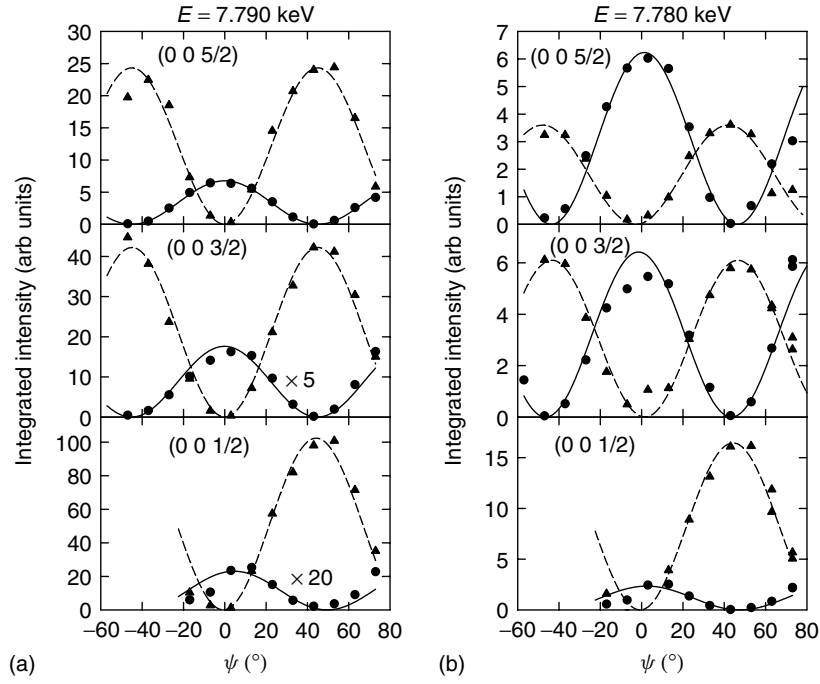 E = 7.790 keV
Integrated intensity (arb units)
30
25
20
15
10
5
0
(0 0 5/2)
40
30
20
10
0
(0 0 3/2)
× 5
100
80
60
40
20
0
(0 0 1/2)
× 20
−60 −40 −20 0 20 40 60 80
(a)
ψ (°)
E = 7.780 keV
Integrated intensity (arb units)
7
6
5
4
3
2
1
0
(0 0 5/2)
6
4
2
0
(0 0 3/2)
15
10
5
0
(0 0 1/2)
−60 −40 −20 0 20 40 60 80
(b)
ψ (°)